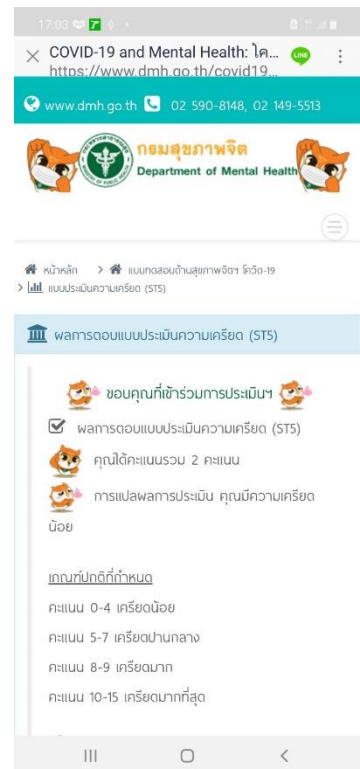 17:03
COVID-19 and Mental Health: โค...
https://www.dmh.go.th/covid19...
LINE
www.dmh.go.th 02 590-8148, 02 149-5513
กรมสุขภาพจิต
Department of Mental Health
หน้าหลัก > แบบทดสอบด้านสุขภาพจิตฯ โควิด-19
> แบบประเมินความเครียด (ST5)
ผลการตอบแบบประเมินความเครียด (ST5)
ขอบคุณที่เข้าร่วมการประเมินฯ
ผลการตอบแบบประเมินความเครียด (ST5)
คุณได้คะแนนรวม 2 คะแนน
การแปลผลการประเมิน คุณมีความเครียด
น้อย
เกณฑ์ปกติที่กำหนด
คะแนน 0-4 เครียดน้อย
คะแนน 5-7 เครียดปานกลาง
คะแนน 8-9 เครียดมาก
คะแนน 10-15 เครียดมากที่สุด